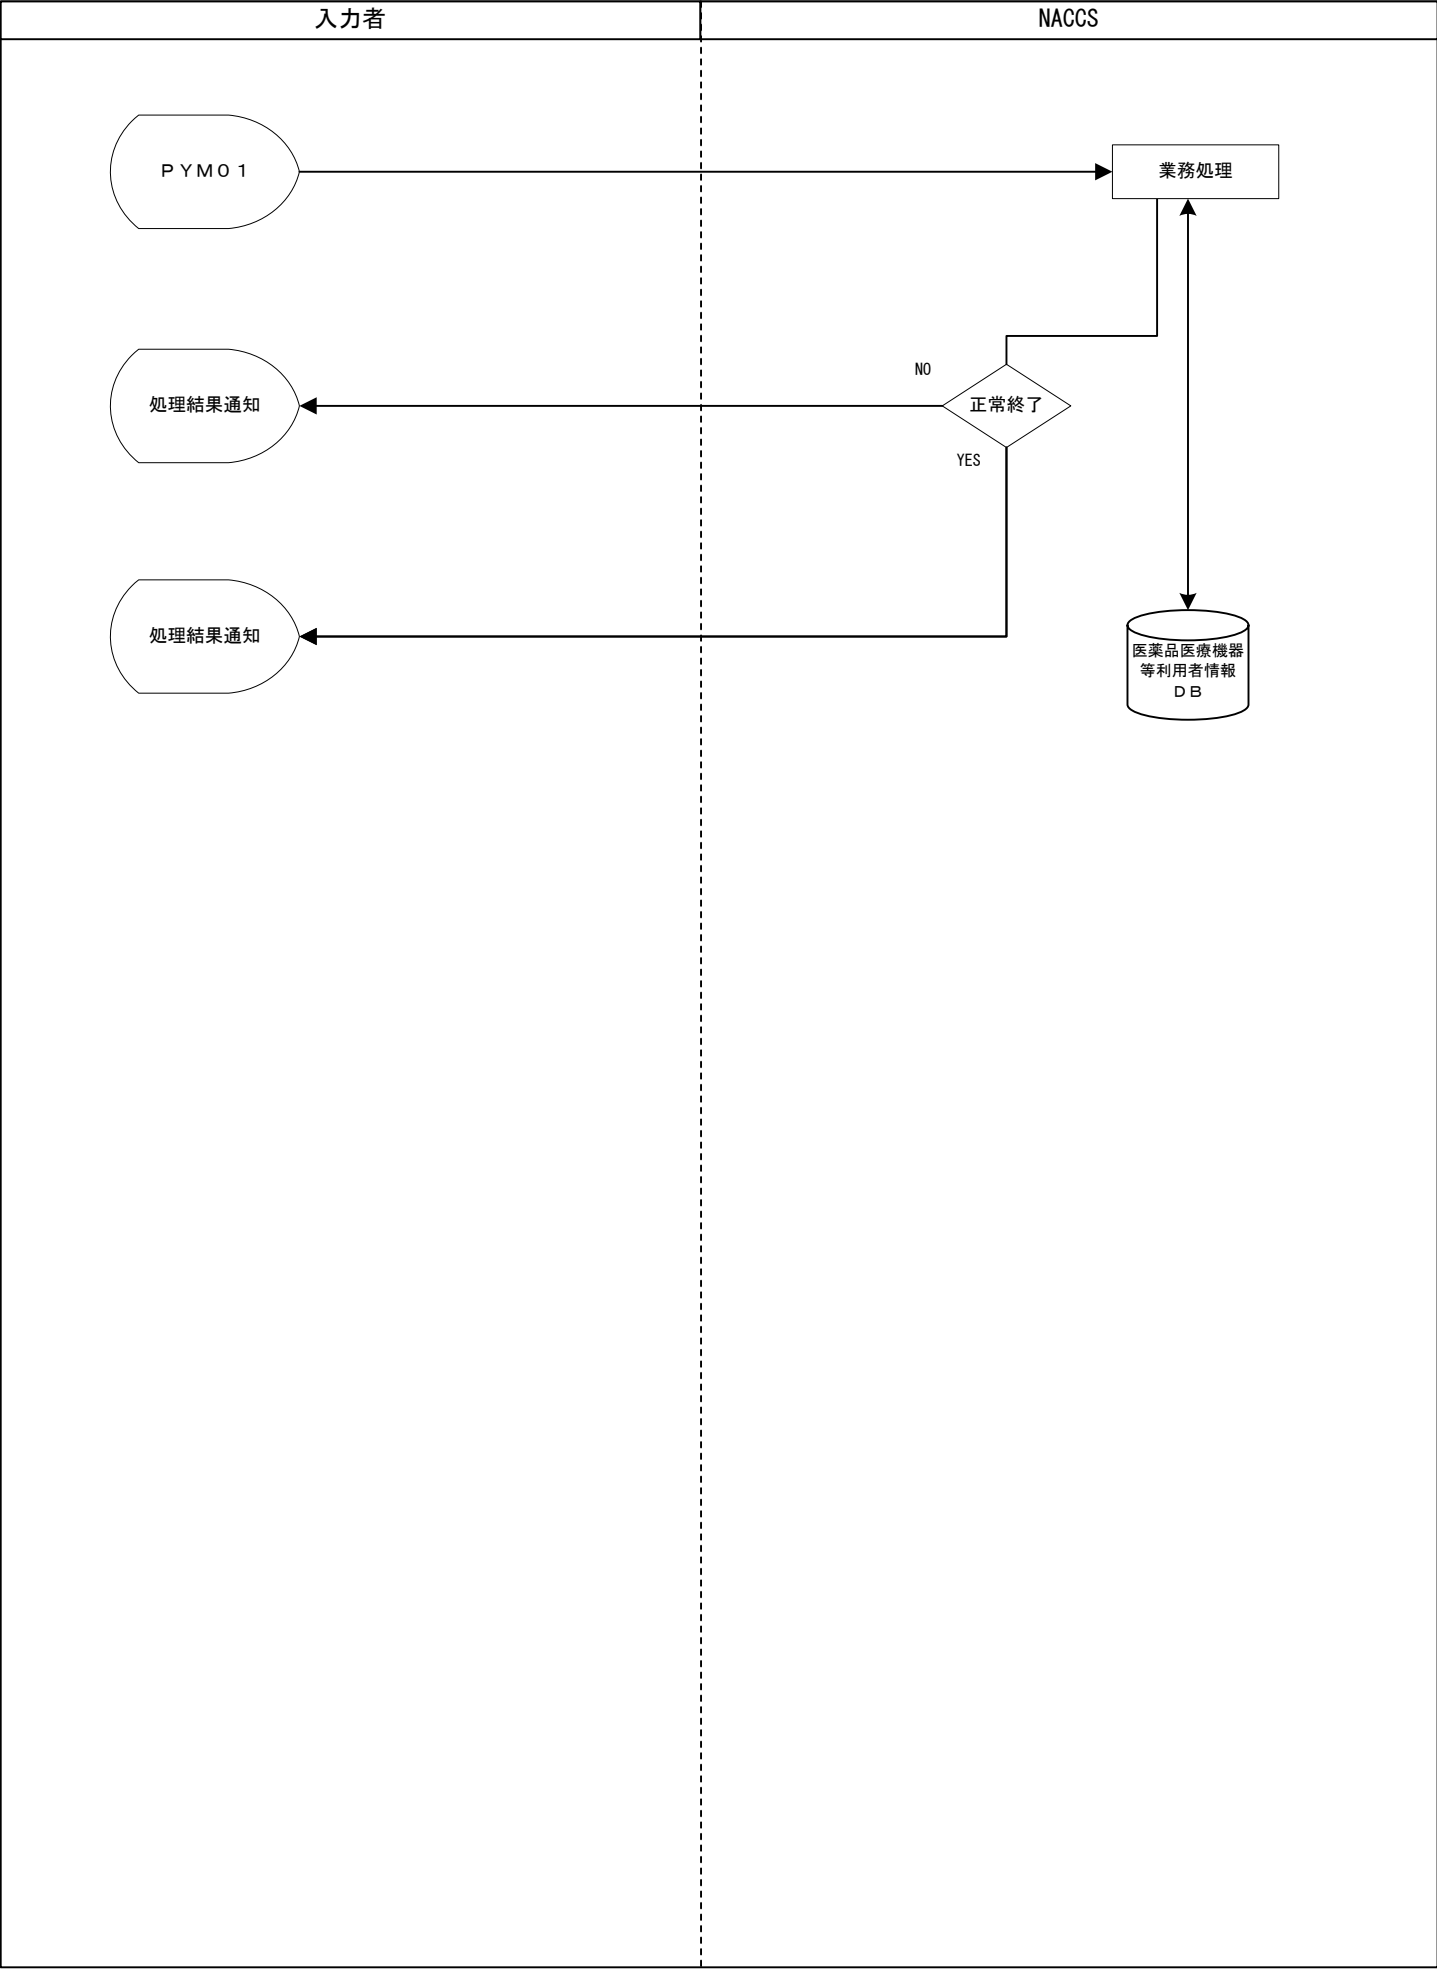 入力者
NACCS
ＰＹＭ０１
業務処理
NO
処理結果通知
正常終了
YES
処理結果通知
医薬品医療機器
等利用者情報
ＤＢ